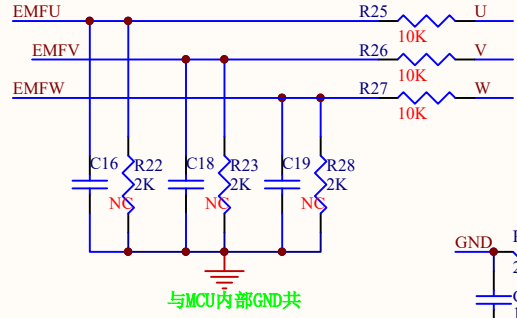 EMFU R25 U
10K
EMFV R26 V
10K
EMFW R27 W
10K
C16 R22 C18 R23 C19 R28
2K 2K 2K
NC NC NC
GND
与MCU内部GND共